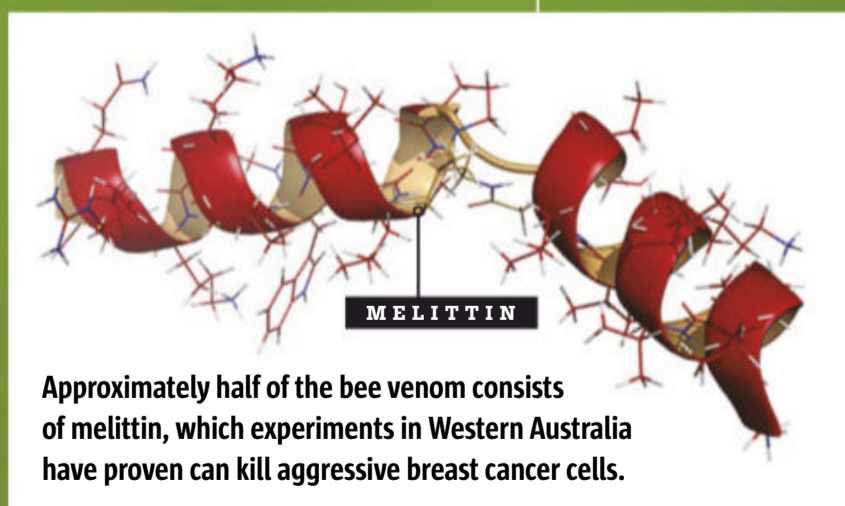 MELITTIN
Approximately half of the bee venom consists
of melittin, which experiments in Western Australia
have proven can kill aggressive breast cancer cells.